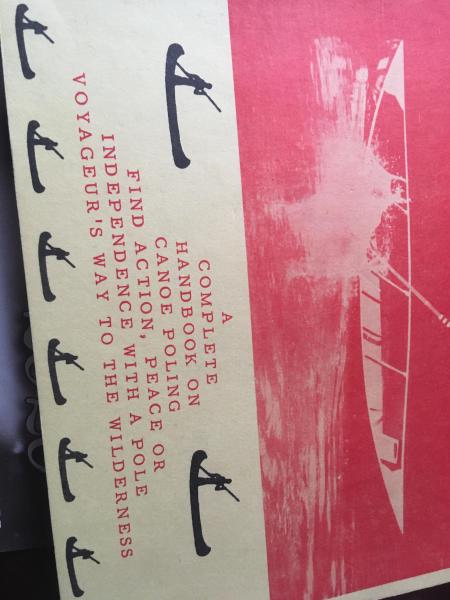 A
COMPLETE
HANDBOOK ON
CANOE POLING
FIND ACTION, PEACE OR
INDEPENDENCE WITH A POLE
VOYAGEUR'S WAY TO THE WILDERNESS